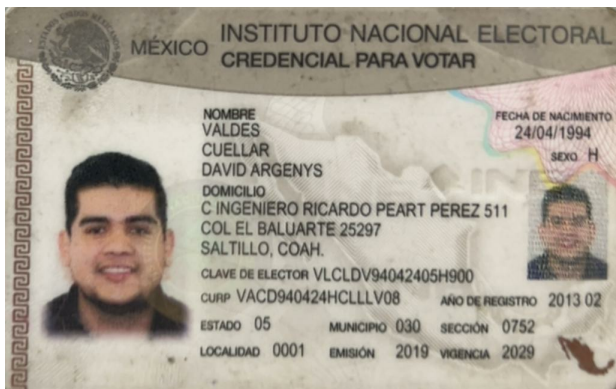 MÉXICO
INSTITUTO NACIONAL ELECTORAL
CREDENCIAL PARA VOTAR
NOMBRE
VALDES
CUELLAR
DAVID ARGENYS
FECHA DE NACIMIENTO
24/04/1994
SEXO H
DOMICILIO
C INGENIERO RICARDO PEART PEREZ 511
COL EL BALUARTE 25297
SALTILLO, COAH.
CLAVE DE ELECTOR VLCLDV94042405H900
CURP VACD940424HCLLLV08
AÑO DE REGISTRO 2013 02
ESTADO 05 MUNICIPIO 030 SECCIÓN 0752
LOCALIDAD 0001 EMISIÓN 2019 VIGENCIA 2029